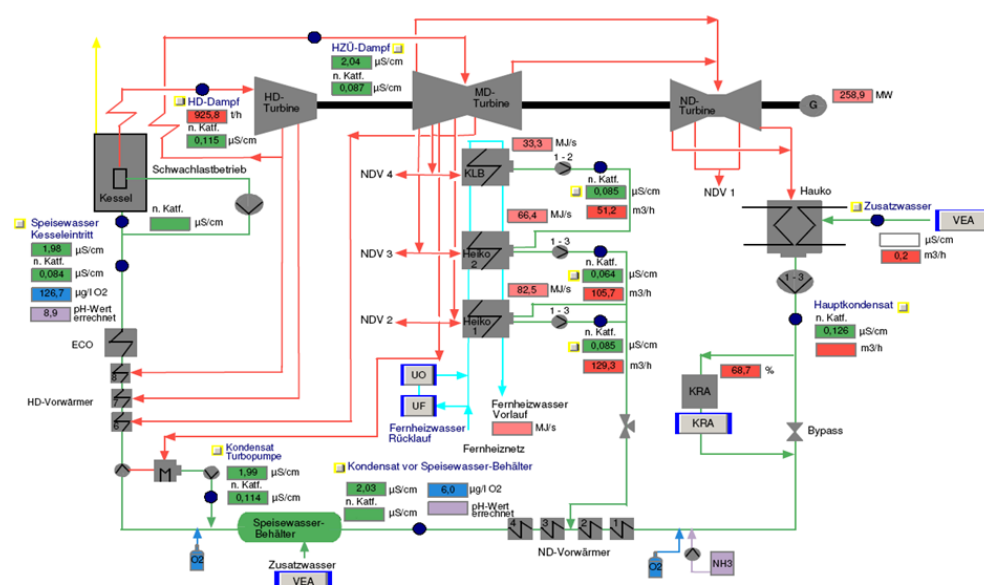 HZÜ-Dampf
2,04 µS/cm
n. Katf.
0,087 µS/cm
HD-Turbine
MD-Turbine
ND-Turbine
G
258,9 MW
HD-Dampf
925,8 t/h
n. Katf.
0,115 µS/cm
Kessel
Schwachlastbetrieb
n. Katf.
µS/cm
Speisewasser
Kesseleintritt
1,98 µS/cm
n. Katf.
0,084 µS/cm
126,7 µg/l O2
8,9 pH-Wert
errechnet
ECO
HD-Vorwärmer
8
7
6
NDV 4
NDV 3
NDV 2
NDV 1
KLB
33,3 MJ/s
1 - 2
n. Katf.
0,085 µS/cm
51,2 m3/h
Heiko
2
66,4 MJ/s
1 - 3
n. Katf.
0,064 µS/cm
105,7 m3/h
Heiko
1
82,5 MJ/s
1 - 3
n. Katf.
0,085 µS/cm
129,3 m3/h
UO
UF
Fernheizwasser
Rücklauf
Fernheizwasser
Vorlauf
MJ/s
Fernheiznetz
Hauko
Zusatzwasser
VEA
µS/cm
0,2 m3/h
1 - 3
Hauptkondensat
n. Katf.
0,126 µS/cm
m3/h
68,7 %
KRA
KRA
Bypass
M
Kondensat
Turbopumpe
1,99 µS/cm
n. Katf.
0,114 µS/cm
Kondensat vor Speisewasser-Behälter
2,03 µS/cm
n. Katf.
µS/cm
6,0 µg/l O2
pH-Wert
errechnet
Speisewasser-
Behälter
4 3 2 1
ND-Vorwärmer
O2
O2
NH3
Zusatzwasser
VEA